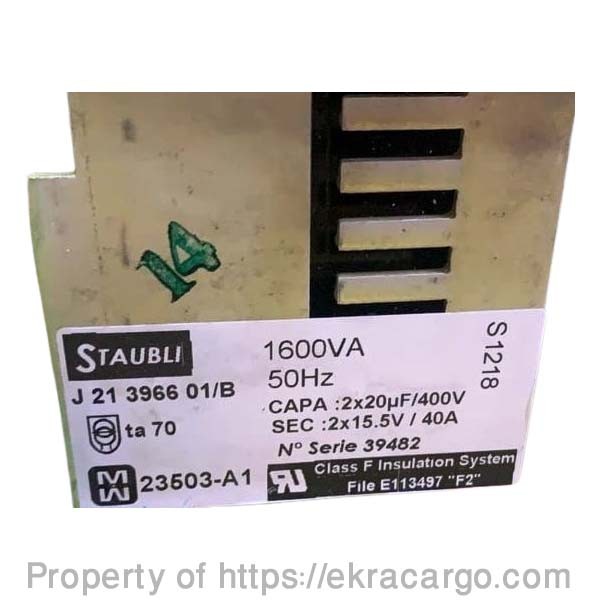 14
STAUBLI
J 21 3966 01/B
ta 70
MW 23503-A1
1600VA
50Hz
CAPA :2x20µF/400V
SEC :2x15.5V / 40A
N° Serie 39482
Class F Insulation System
File E113497 "F2"
S1218
Property of https://ekracargo.com